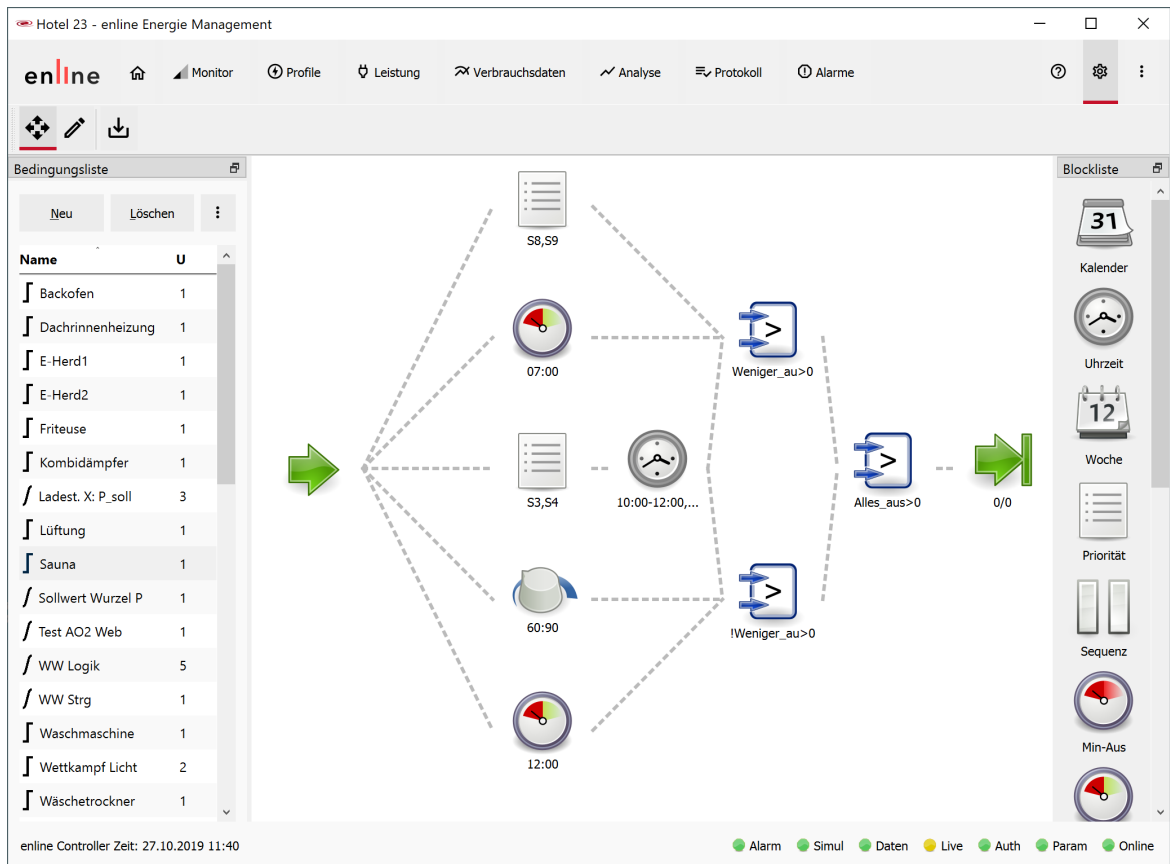 Hotel 23 - enline Energie Management
enline
Monitor
Profile
Leistung
Verbrauchsdaten
Analyse
Protokoll
Alarme
Bedingungsliste
Neu
Löschen
Name U
Backofen 1
Dachrinnenheizung 1
E-Herd1 1
E-Herd2 1
Friteuse 1
Kombidämpfer 1
Ladest. X: P_soll 3
Lüftung 1
Sauna 1
Sollwert Wurzel P 1
Test AO2 Web 1
WW Logik 5
WW Strg 1
Waschmaschine 1
Wettkampf Licht 2
Wäschetrockner 1
S8,S9
07:00
>
Weniger_au>0
S3,S4
10:00-12:00,...
>
Alles_aus>0
0/0
60:90
>
!Weniger_au>0
12:00
Blockliste
31
Kalender
Uhrzeit
12
Woche
Priorität
Sequenz
Min-Aus
enline Controller Zeit: 27.10.2019 11:40
Alarm
Simul
Daten
Live
Auth
Param
Online